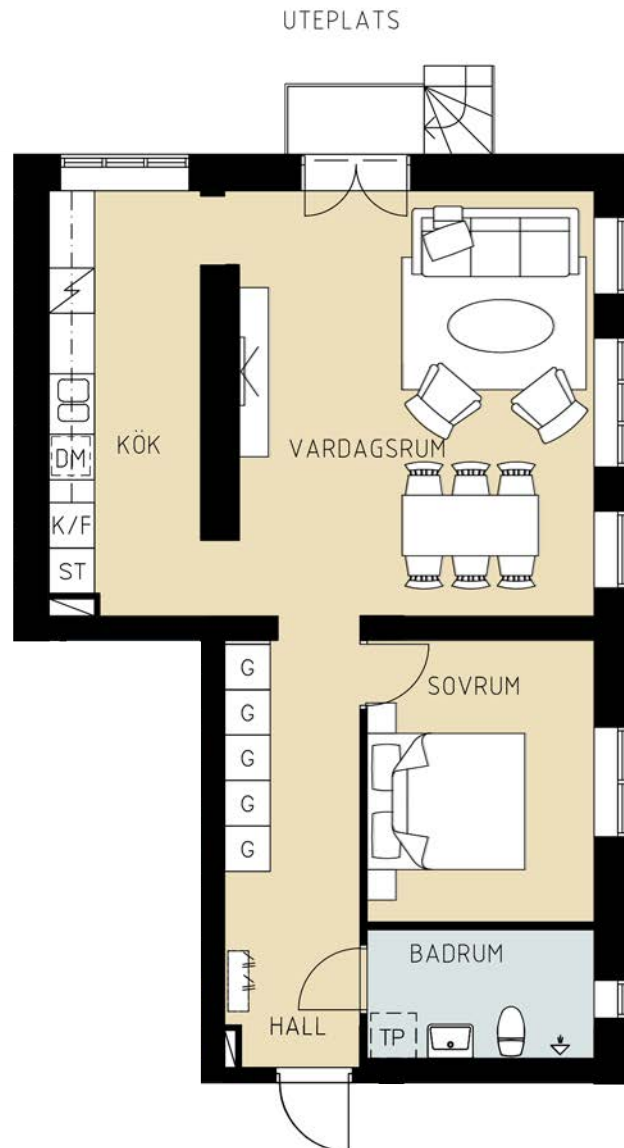 UTEPLATS
KÖK
VARDAGSRUM
DM
K/F
ST
G
SOVRUM
G
G
G
G
BADRUM
HALL
TP